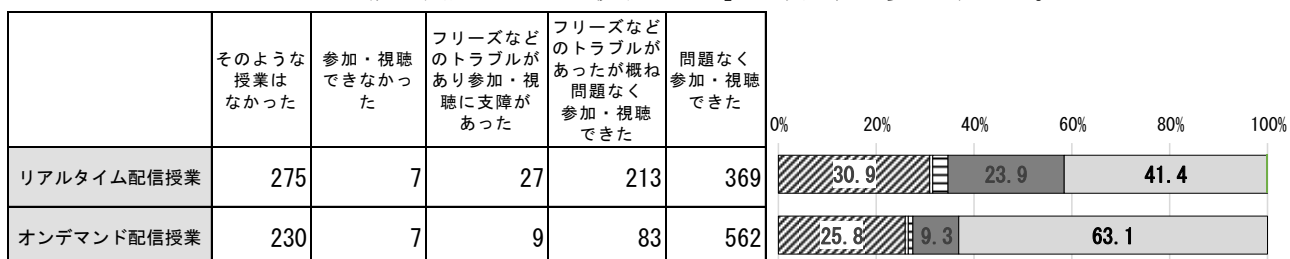 そのような
授業は
なかった
参加・視聴
できなかっ
た
フリーズなど
のトラブルが
あり参加・視
聴に支障が
あった
フリーズなど
のトラブルが
あったが概ね
問題なく
参加・視聴
できた
問題なく
参加・視聴
できた
0% 20% 40% 60% 80% 100%
リアルタイム配信授業 275 7 27 213 369 30.9 23.9 41.4
オンデマンド配信授業 230 7 9 83 562 25.8 9.3 63.1